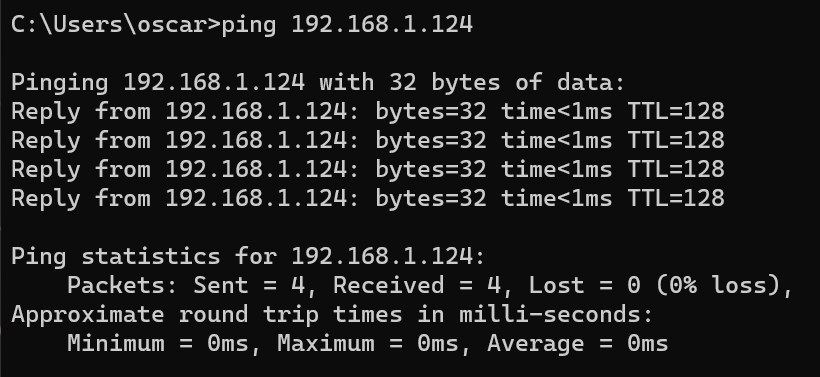 C:\Users\oscar>ping 192.168.1.124
Pinging 192.168.1.124 with 32 bytes of data:
Reply from 192.168.1.124: bytes=32 time<1ms TTL=128
Reply from 192.168.1.124: bytes=32 time<1ms TTL=128
Reply from 192.168.1.124: bytes=32 time<1ms TTL=128
Reply from 192.168.1.124: bytes=32 time<1ms TTL=128
Ping statistics for 192.168.1.124:
Packets: Sent = 4, Received = 4, Lost = 0 (0% loss),
Approximate round trip times in milli-seconds:
Minimum = 0ms, Maximum = 0ms, Average = 0ms